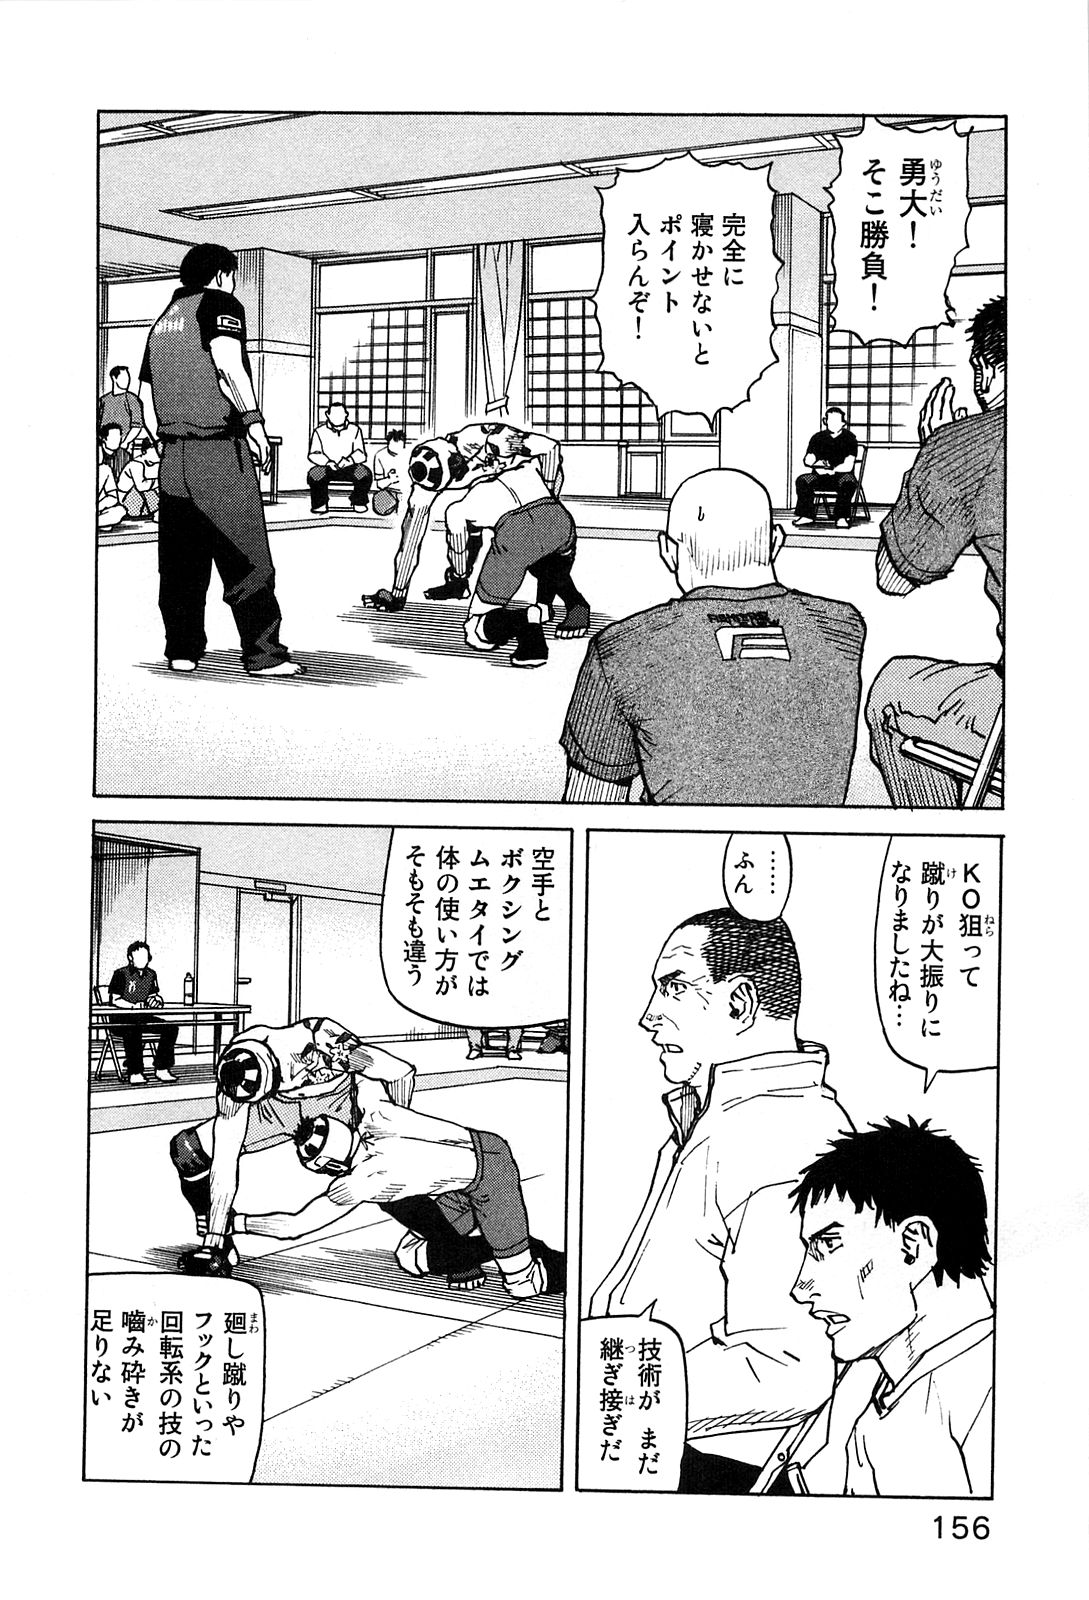 勇大！
そこ勝負！
完全に
寝かせないと
ポイント
入らんぞ！
ＫＯ狙って
蹴りが大振りに
なりましたね…
……
ふん
技術が　まだ
継ぎ接ぎだ
空手と
ボクシング
ムエタイでは
体の使い方が
そもそも違う
廻し蹴りや
フックといった
回転系の技の
噛み砕きが
足りない
156